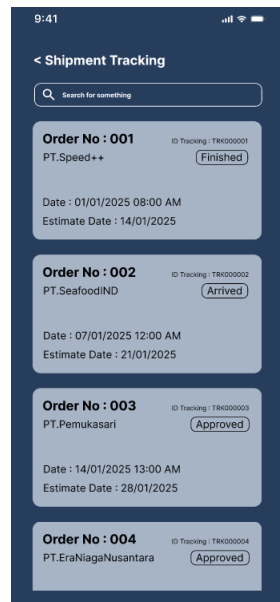 9:41
< Shipment Tracking
Search for something
Order No : 001 ID Tracking : TRK000001
PT.Speed++ Finished
Date : 01/01/2025 08:00 AM
Estimate Date : 14/01/2025
Order No : 002 ID Tracking : TRK000002
PT.SeafoodIND Arrived
Date : 07/01/2025 12:00 AM
Estimate Date : 21/01/2025
Order No : 003 ID Tracking : TRK000003
PT.Pemukasari Approved
Date : 14/01/2025 13:00 AM
Estimate Date : 28/01/2025
Order No : 004 ID Tracking : TRK000004
PT.EraNiagaNusantara Approved